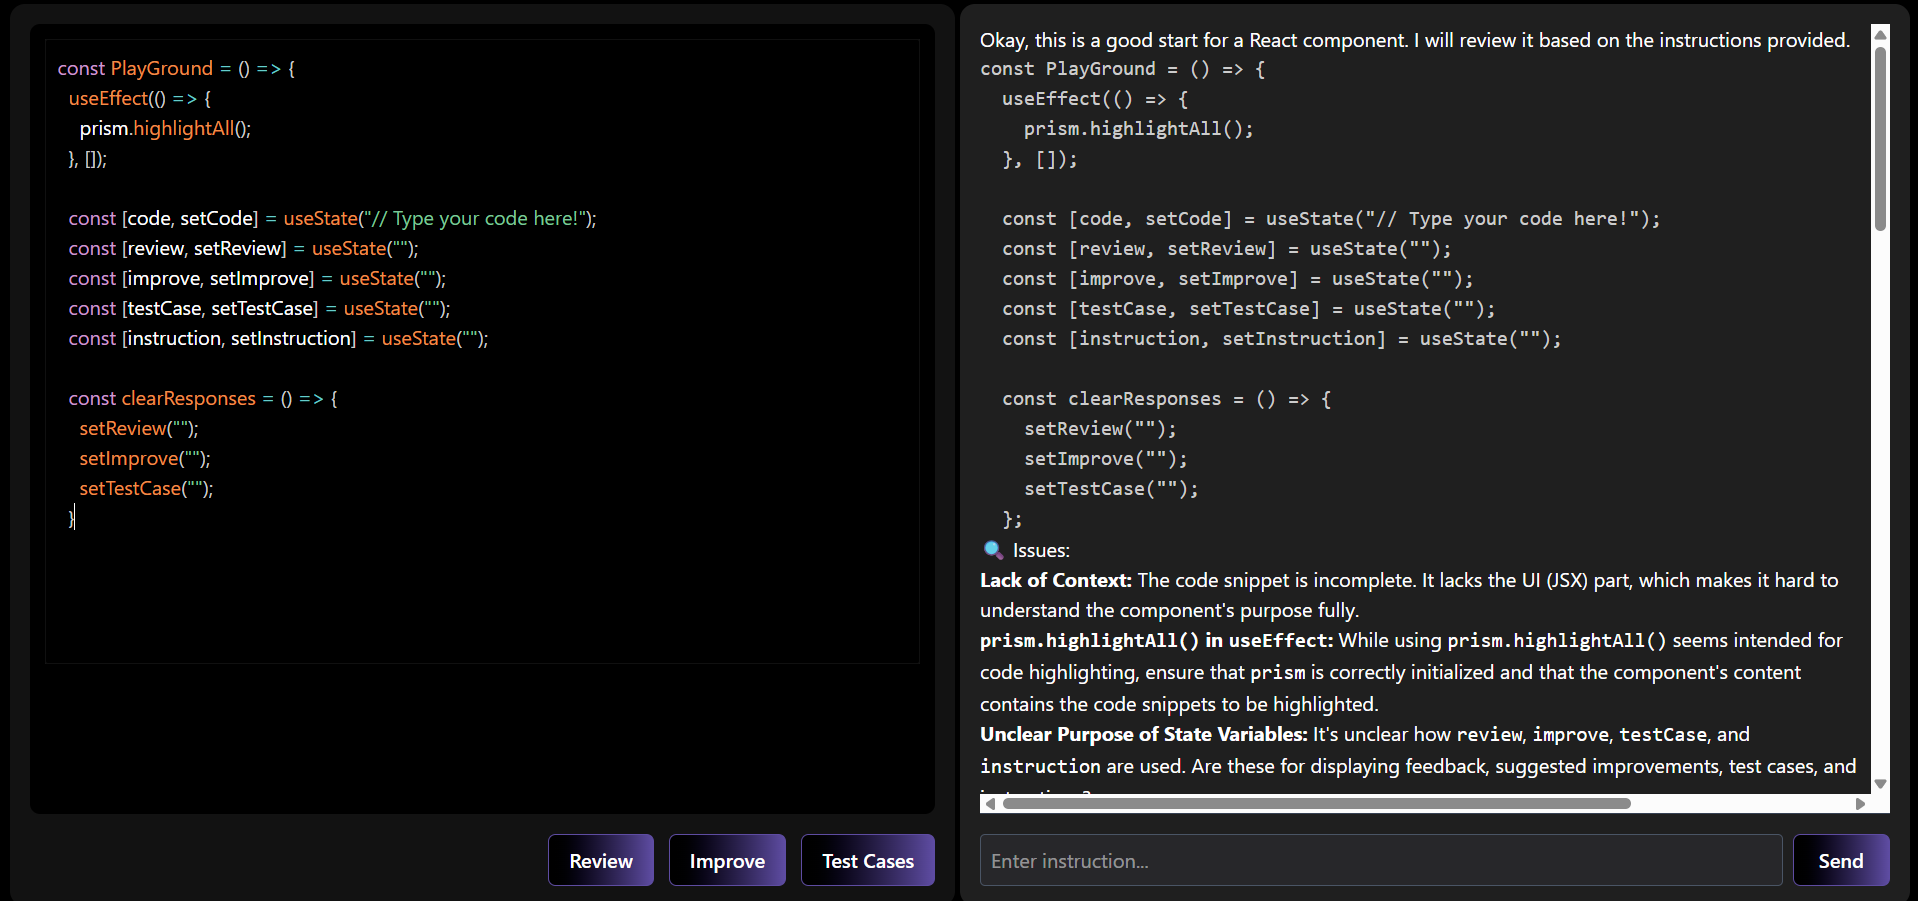 const PlayGround = () => {
  useEffect(() => {
    prism.highlightAll();
  }, []);

  const [code, setCode] = useState("// Type your code here!");
  const [review, setReview] = useState("");
  const [improve, setImprove] = useState("");
  const [testCase, setTestCase] = useState("");
  const [instruction, setInstruction] = useState("");

  const clearResponses = () => {
    setReview("");
    setImprove("");
    setTestCase("");
  }
Review
Improve
Test Cases
Okay, this is a good start for a React component. I will review it based on the instructions provided.
const PlayGround = () => {
  useEffect(() => {
    prism.highlightAll();
  }, []);

  const [code, setCode] = useState("// Type your code here!");
  const [review, setReview] = useState("");
  const [improve, setImprove] = useState("");
  const [testCase, setTestCase] = useState("");
  const [instruction, setInstruction] = useState("");

  const clearResponses = () => {
    setReview("");
    setImprove("");
    setTestCase("");
  };
🔍 Issues:
Lack of Context: The code snippet is incomplete. It lacks the UI (JSX) part, which makes it hard to
understand the component's purpose fully.
prism.highlightAll() in useEffect: While using prism.highlightAll() seems intended for
code highlighting, ensure that prism is correctly initialized and that the component's content
contains the code snippets to be highlighted.
Unclear Purpose of State Variables: It's unclear how review, improve, testCase, and
instruction are used. Are these for displaying feedback, suggested improvements, test cases, and
Enter instruction...
Send